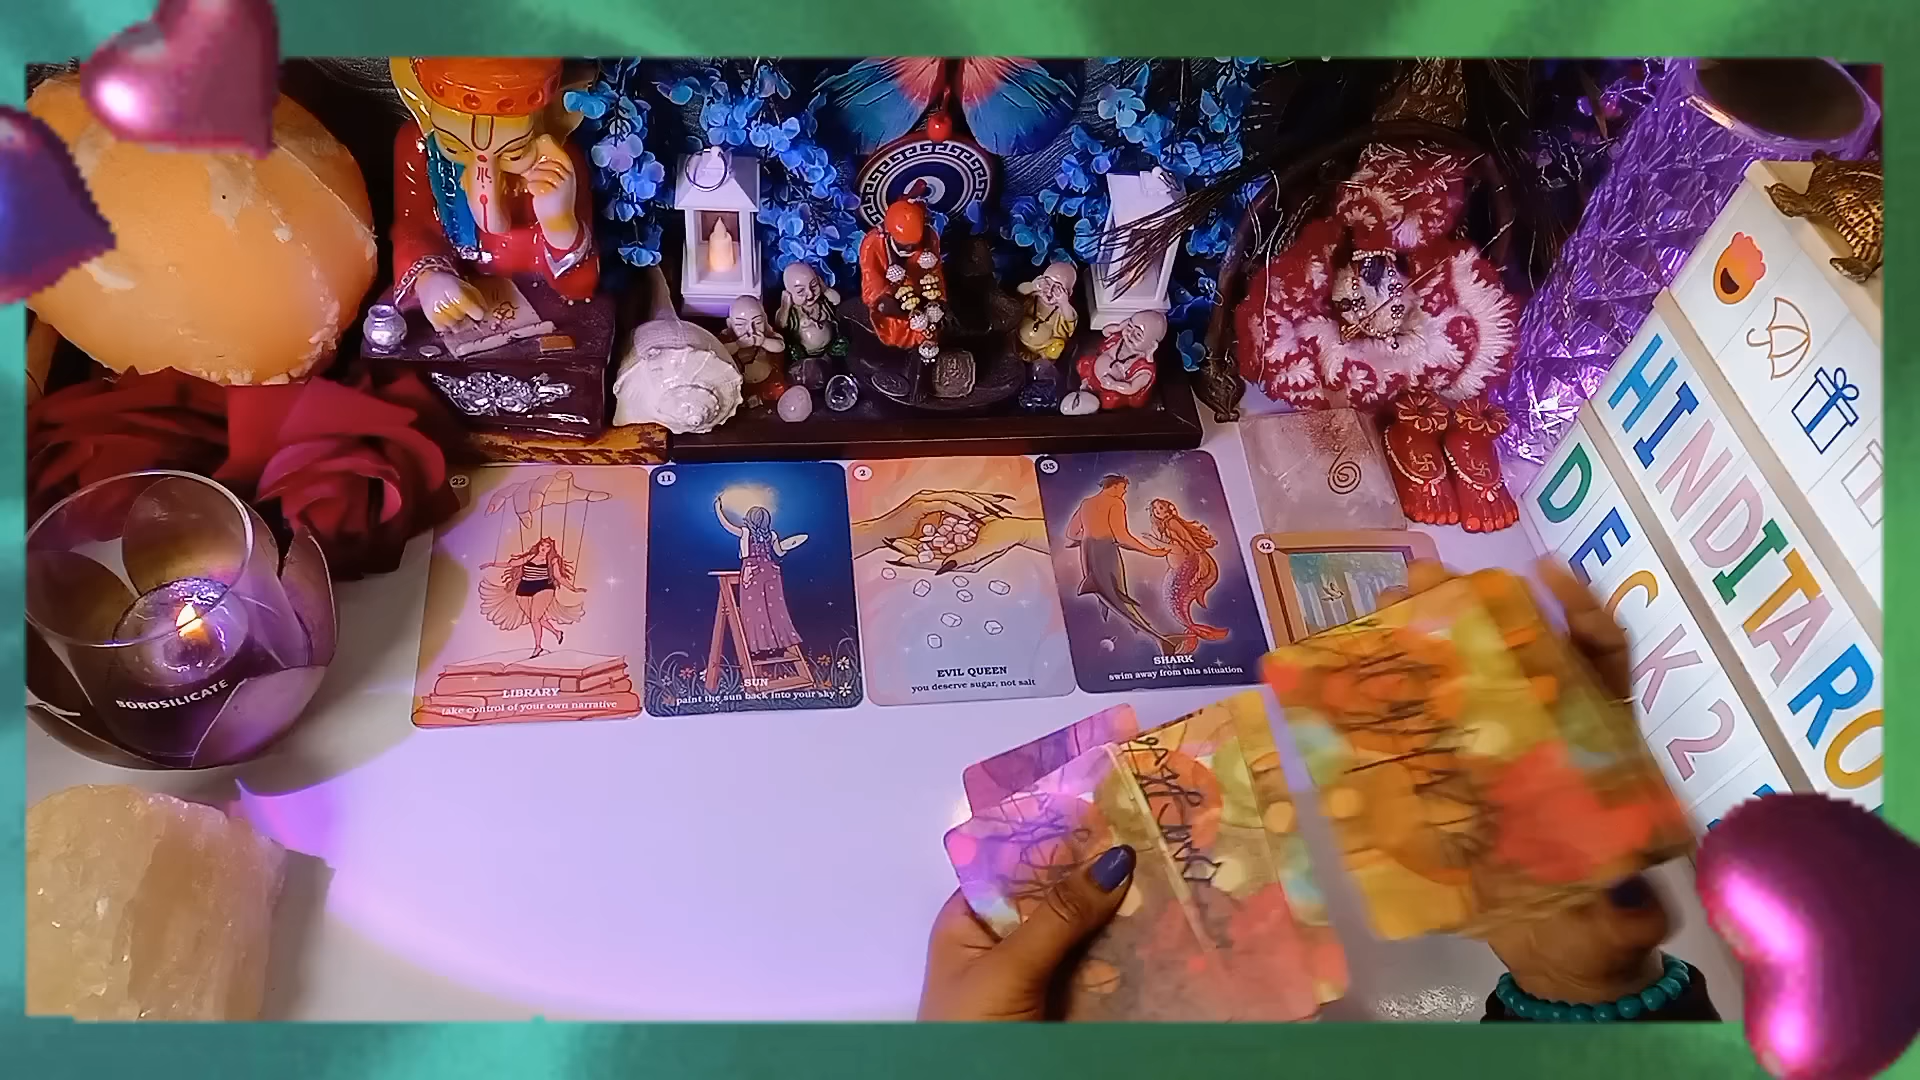 22
LIBRARY
take control of your own narrative
11
SUN
paint the sun back into your sky
2
EVIL QUEEN
you deserve sugar, not salt
35
SHARK
swim away from this situation
42
BOROSILICATE
HINDITARO
DECK 2